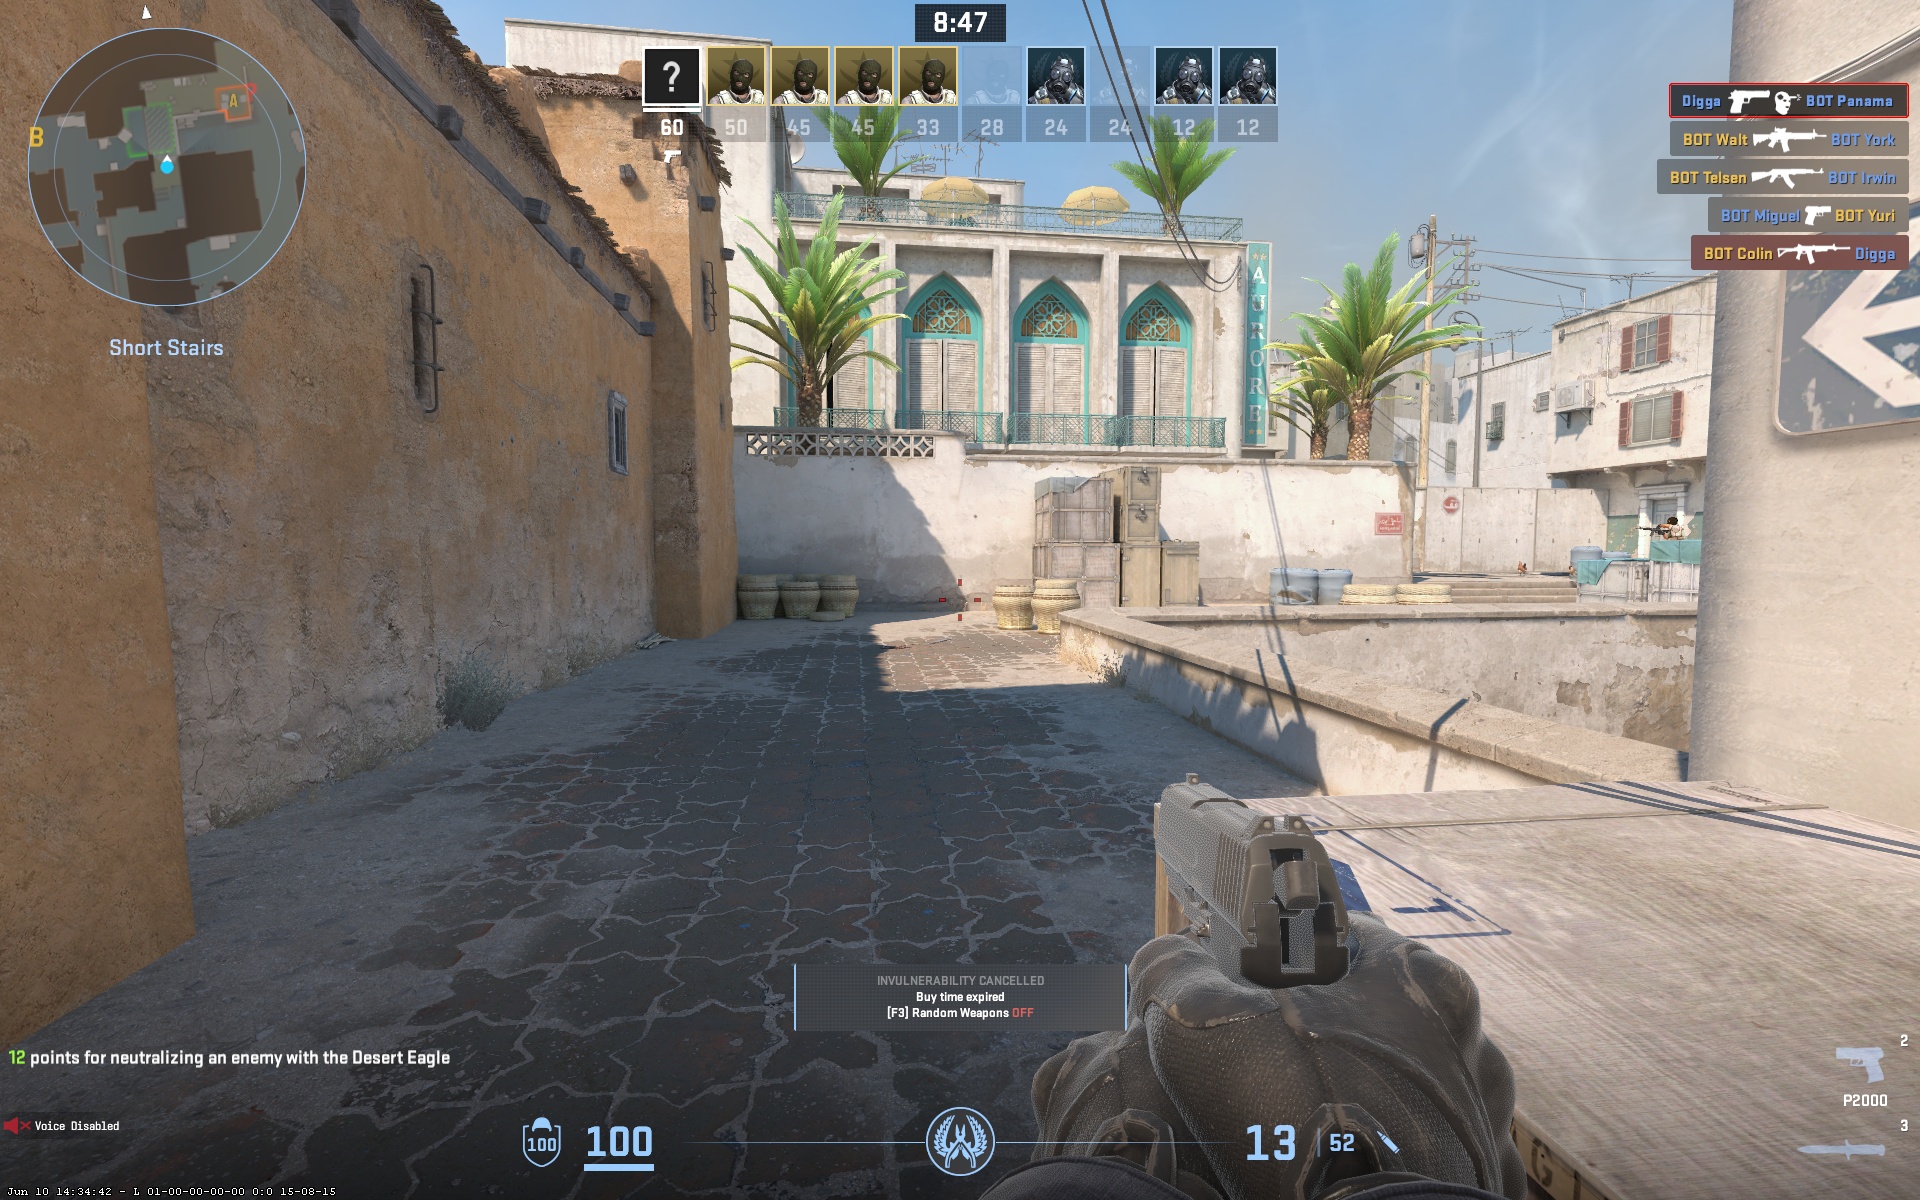 8:47
?
60 50 45 45 33 28 24 24 12 12
A
B
Short Stairs
Digga BOT Panama
BOT Walt BOT York
BOT Telsen BOT Irwin
BOT Miguel BOT Yuri
BOT Colin Digga
AURORE
INVULNERABILITY CANCELLED
Buy time expired
[F3] Random Weapons OFF
12 points for neutralizing an enemy with the Desert Eagle
2
P2000
3
Voice Disabled
100 100
13 52
Jun 10 14:34:42 - L 01-00-00-00-00 0:0 15-08-15